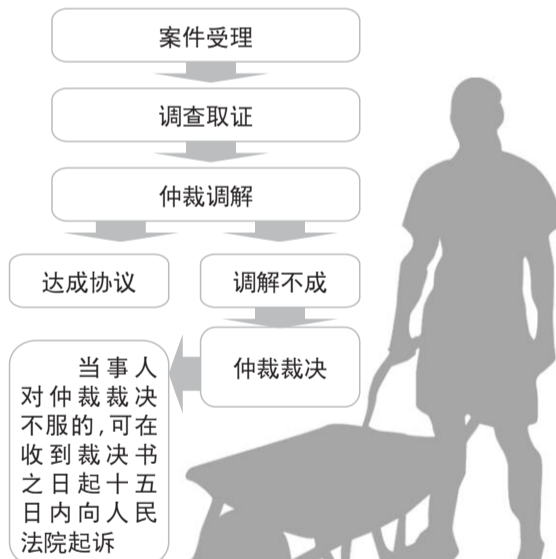 案件受理
调查取证
仲裁调解
达成协议
调解不成
仲裁裁决
当事人
对仲裁裁决
不服的，可在
收到裁决书
之日起十五
日内向人民
法院起诉